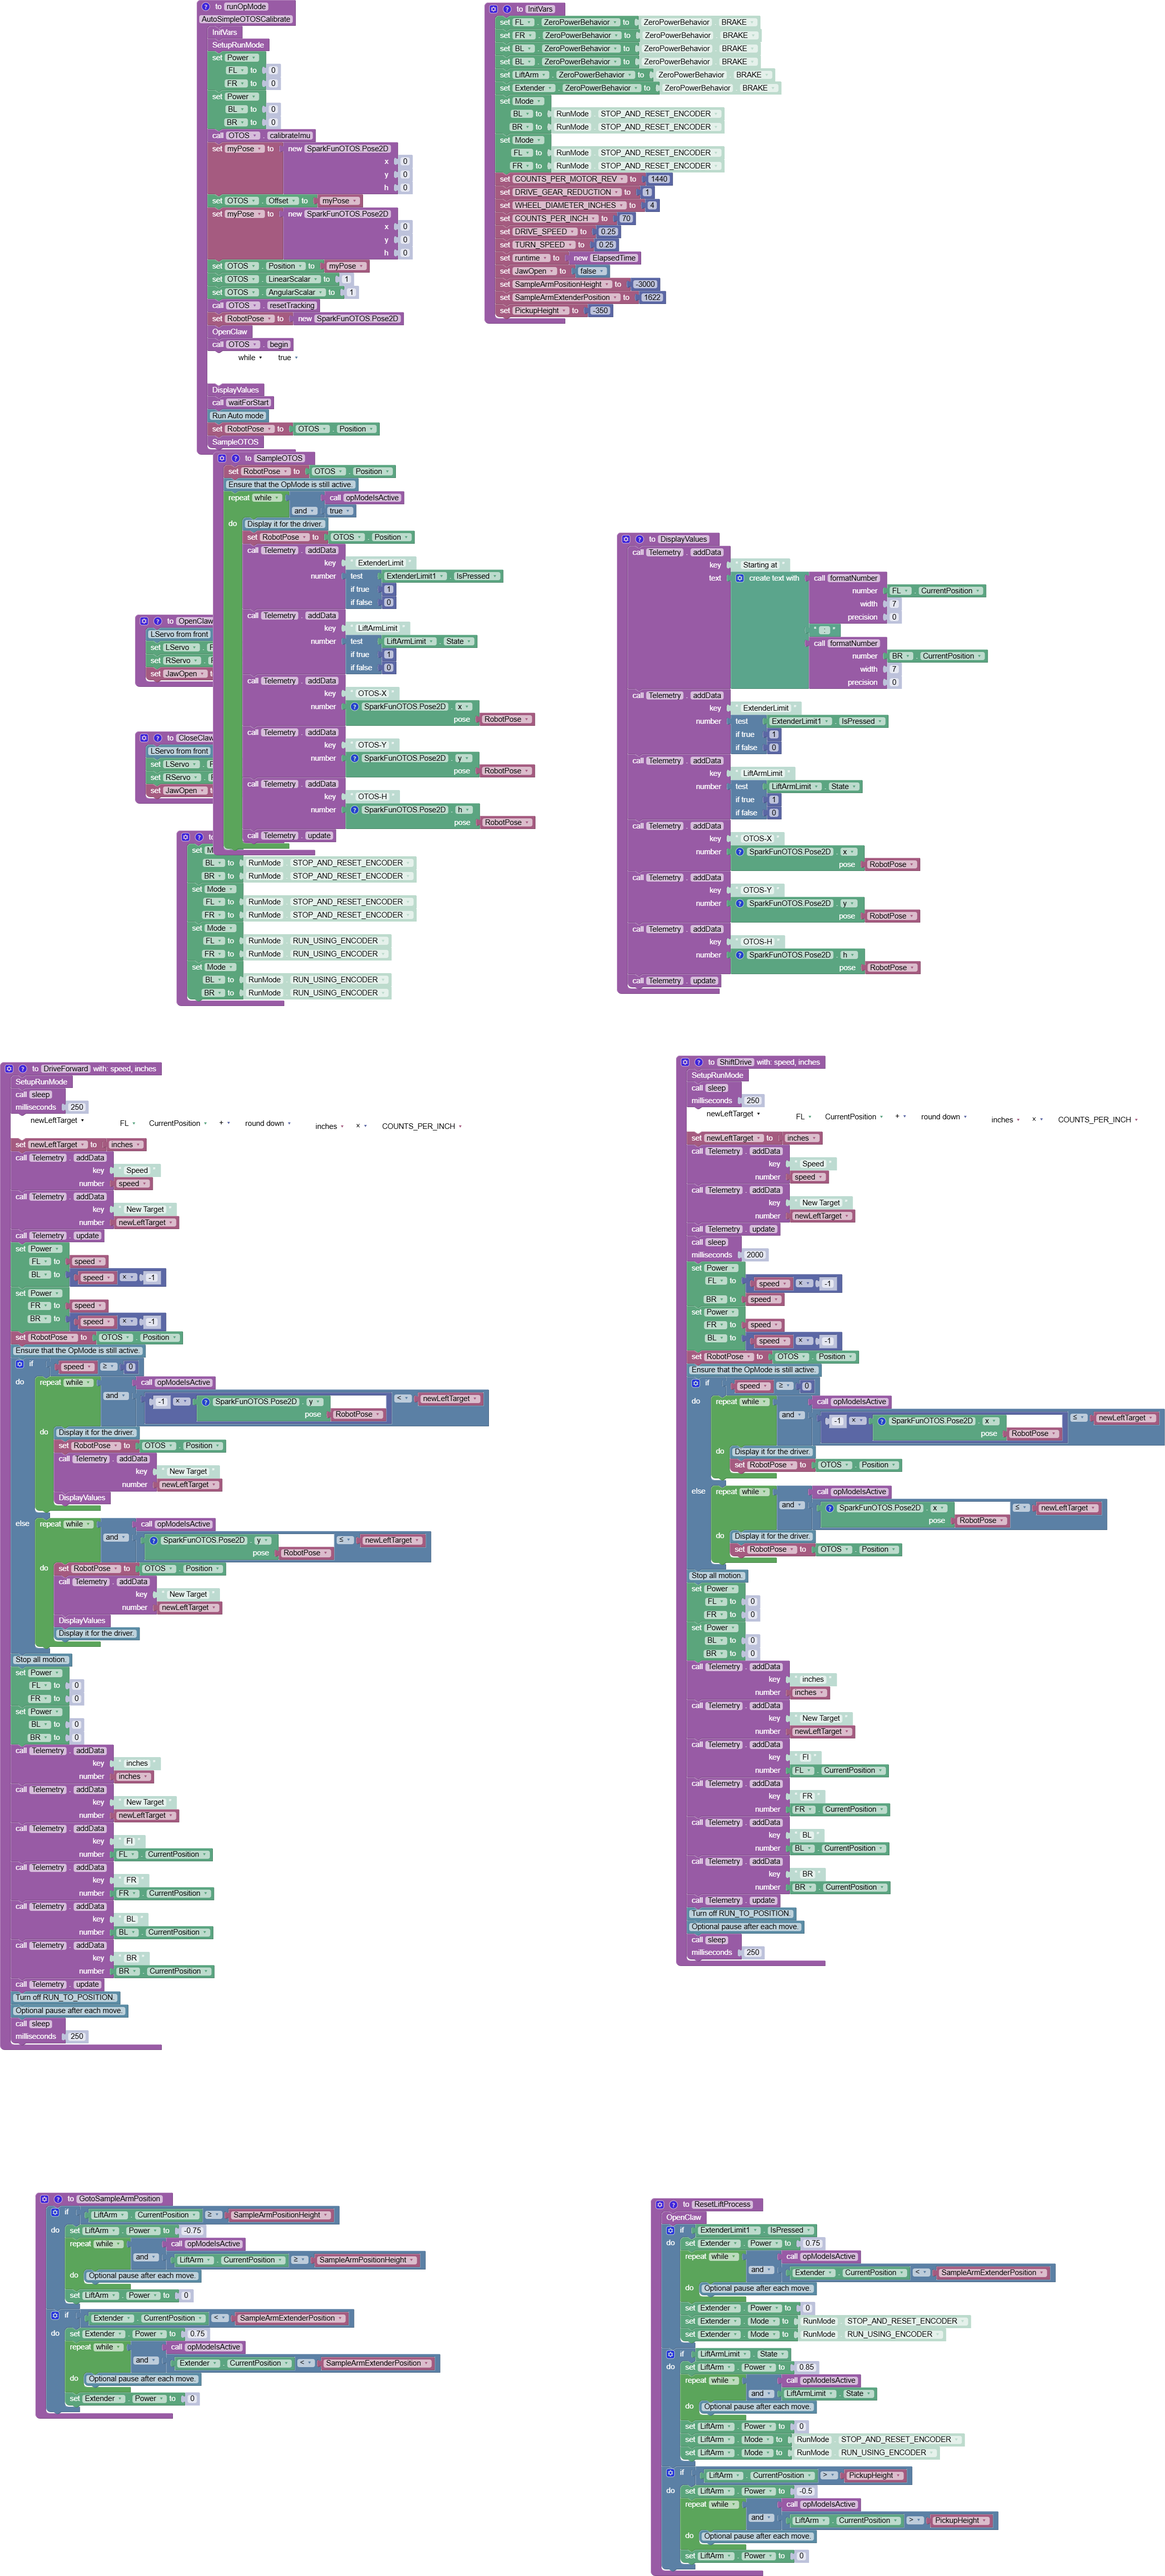 to runOpMode
AutoSimpleOTOSCalibrate
InitVars
SetupRunMode
set Power
FL to 0
FR to 0
set Power
BL to 0
BR to 0
call OTOS . calibrateImu
set myPose to new SparkFunOTOS.Pose2D
x 0
y 0
h 0
set OTOS . Offset to myPose
set myPose to new SparkFunOTOS.Pose2D
x 0
y 0
h 0
set OTOS . Position to myPose
set OTOS . LinearScalar to 1
set OTOS . AngularScalar to 1
call OTOS . resetTracking
set RobotPose to new SparkFunOTOS.Pose2D
OpenClaw
call OTOS . begin
while true
DisplayValues
call waitForStart
Run Auto mode
set RobotPose to OTOS . Position
SampleOTOS
to InitVars
set FL . ZeroPowerBehavior to ZeroPowerBehavior BRAKE
set FR . ZeroPowerBehavior to ZeroPowerBehavior BRAKE
set BL . ZeroPowerBehavior to ZeroPowerBehavior BRAKE
set BL . ZeroPowerBehavior to ZeroPowerBehavior BRAKE
set LiftArm . ZeroPowerBehavior to ZeroPowerBehavior BRAKE
set Extender . ZeroPowerBehavior to ZeroPowerBehavior BRAKE
set Mode
BL to RunMode STOP_AND_RESET_ENCODER
BR to RunMode STOP_AND_RESET_ENCODER
set Mode
FL to RunMode STOP_AND_RESET_ENCODER
FR to RunMode STOP_AND_RESET_ENCODER
set COUNTS_PER_MOTOR_REV to 1440
set DRIVE_GEAR_REDUCTION to 1
set WHEEL_DIAMETER_INCHES to 4
set COUNTS_PER_INCH to 70
set DRIVE_SPEED to 0.25
set TURN_SPEED to 0.25
set runtime to new ElapsedTime
set JawOpen to false
set SampleArmPositionHeight to -3000
set SampleArmExtenderPosition to 1622
set PickupHeight to -350
to SampleOTOS
set RobotPose to OTOS . Position
Ensure that the OpMode is still active.
repeat while call opModeIsActive
and true
do Display it for the driver.
set RobotPose to OTOS . Position
call Telemetry . addData
key " ExtenderLimit "
number test ExtenderLimit1 . IsPressed
if true 1
if false 0
call Telemetry . addData
key " LiftArmLimit "
number test LiftArmLimit . State
if true 1
if false 0
call Telemetry . addData
key " OTOS-X "
number SparkFunOTOS.Pose2D . x
pose RobotPose
call Telemetry . addData
key " OTOS-Y "
number SparkFunOTOS.Pose2D . y
pose RobotPose
call Telemetry . addData
key " OTOS-H "
number SparkFunOTOS.Pose2D . h
pose RobotPose
call Telemetry . update
to OpenClaw
LServo from front
set LServo .
set RServo .
set JawOpen
to CloseClaw
LServo from front
set LServo .
set RServo .
set JawOpen
set
BL to RunMode STOP_AND_RESET_ENCODER
BR to RunMode STOP_AND_RESET_ENCODER
set Mode
FL to RunMode STOP_AND_RESET_ENCODER
FR to RunMode STOP_AND_RESET_ENCODER
set Mode
FL to RunMode RUN_USING_ENCODER
FR to RunMode RUN_USING_ENCODER
set Mode
BL to RunMode RUN_USING_ENCODER
BR to RunMode RUN_USING_ENCODER
to DisplayValues
call Telemetry . addData
key " Starting at "
text create text with call formatNumber
number FL . CurrentPosition
width 7
precision 0
" : "
call formatNumber
number BR . CurrentPosition
width 7
precision 0
call Telemetry . addData
key " ExtenderLimit "
number test ExtenderLimit1 . IsPressed
if true 1
if false 0
call Telemetry . addData
key " LiftArmLimit "
number test LiftArmLimit . State
if true 1
if false 0
call Telemetry . addData
key " OTOS-X "
number SparkFunOTOS.Pose2D . x
pose RobotPose
call Telemetry . addData
key " OTOS-Y "
number SparkFunOTOS.Pose2D . y
pose RobotPose
call Telemetry . addData
key " OTOS-H "
number SparkFunOTOS.Pose2D . h
pose RobotPose
call Telemetry . update
to DriveForward with: speed, inches
SetupRunMode
call sleep
milliseconds 250
newLeftTarget FL CurrentPosition + round down inches × COUNTS_PER_INCH
set newLeftTarget to inches
call Telemetry . addData
key " Speed "
number speed
call Telemetry . addData
key " New Target "
number newLeftTarget
call Telemetry . update
set Power
FL to speed
BL to speed × -1
set Power
FR to speed
BR to speed × -1
set RobotPose to OTOS . Position
Ensure that the OpMode is still active.
if speed ≥ 0
do repeat while call opModeIsActive
and -1 × SparkFunOTOS.Pose2D . y < newLeftTarget
pose RobotPose
do Display it for the driver.
set RobotPose to OTOS . Position
call Telemetry . addData
key " New Target "
number newLeftTarget
DisplayValues
else repeat while call opModeIsActive
and SparkFunOTOS.Pose2D . y ≤ newLeftTarget
pose RobotPose
do set RobotPose to OTOS . Position
call Telemetry . addData
key " New Target "
number newLeftTarget
DisplayValues
Display it for the driver.
Stop all motion.
set Power
FL to 0
FR to 0
set Power
BL to 0
BR to 0
call Telemetry . addData
key " inches "
number inches
call Telemetry . addData
key " New Target "
number newLeftTarget
call Telemetry . addData
key " Fl "
number FL . CurrentPosition
call Telemetry . addData
key " FR "
number FR . CurrentPosition
call Telemetry . addData
key " BL "
number BL . CurrentPosition
call Telemetry . addData
key " BR "
number BR . CurrentPosition
call Telemetry . update
Turn off RUN_TO_POSITION.
Optional pause after each move.
call sleep
milliseconds 250
to ShiftDrive with: speed, inches
SetupRunMode
call sleep
milliseconds 250
newLeftTarget FL CurrentPosition + round down inches × COUNTS_PER_INCH
set newLeftTarget to inches
call Telemetry . addData
key " Speed "
number speed
call Telemetry . addData
key " New Target "
number newLeftTarget
call Telemetry . update
call sleep
milliseconds 2000
set Power
FL to speed × -1
BR to speed
set Power
FR to speed
BL to speed × -1
set RobotPose to OTOS . Position
Ensure that the OpMode is still active.
if speed ≥ 0
do repeat while call opModeIsActive
and -1 × SparkFunOTOS.Pose2D . x ≤ newLeftTarget
pose RobotPose
do Display it for the driver.
set RobotPose to OTOS . Position
else repeat while call opModeIsActive
and SparkFunOTOS.Pose2D . x ≤ newLeftTarget
pose RobotPose
do Display it for the driver.
set RobotPose to OTOS . Position
Stop all motion.
set Power
FL to 0
FR to 0
set Power
BL to 0
BR to 0
call Telemetry . addData
key " inches "
number inches
call Telemetry . addData
key " New Target "
number newLeftTarget
call Telemetry . addData
key " Fl "
number FL . CurrentPosition
call Telemetry . addData
key " FR "
number FR . CurrentPosition
call Telemetry . addData
key " BL "
number BL . CurrentPosition
call Telemetry . addData
key " BR "
number BR . CurrentPosition
call Telemetry . update
Turn off RUN_TO_POSITION.
Optional pause after each move.
call sleep
milliseconds 250
to GotoSampleArmPosition
if LiftArm . CurrentPosition ≥ SampleArmPositionHeight
do set LiftArm . Power to -0.75
repeat while call opModeIsActive
and LiftArm . CurrentPosition ≥ SampleArmPositionHeight
do Optional pause after each move.
set LiftArm . Power to 0
if Extender . CurrentPosition < SampleArmExtenderPosition
do set Extender . Power to 0.75
repeat while call opModeIsActive
and Extender . CurrentPosition < SampleArmExtenderPosition
do Optional pause after each move.
set Extender . Power to 0
to ResetLiftProcess
OpenClaw
if ExtenderLimit1 . IsPressed
do set Extender . Power to 0.75
repeat while call opModeIsActive
and Extender . CurrentPosition < SampleArmExtenderPosition
do Optional pause after each move.
set Extender . Power to 0
set Extender . Mode to RunMode STOP_AND_RESET_ENCODER
set Extender . Mode to RunMode RUN_USING_ENCODER
if LiftArmLimit . State
do set LiftArm . Power to 0.85
repeat while call opModeIsActive
and LiftArmLimit . State
do Optional pause after each move.
set LiftArm . Power to 0
set LiftArm . Mode to RunMode STOP_AND_RESET_ENCODER
set LiftArm . Mode to RunMode RUN_USING_ENCODER
if LiftArm . CurrentPosition > PickupHeight
do set LiftArm . Power to -0.5
repeat while call opModeIsActive
and LiftArm . CurrentPosition > PickupHeight
do Optional pause after each move.
set LiftArm . Power to 0